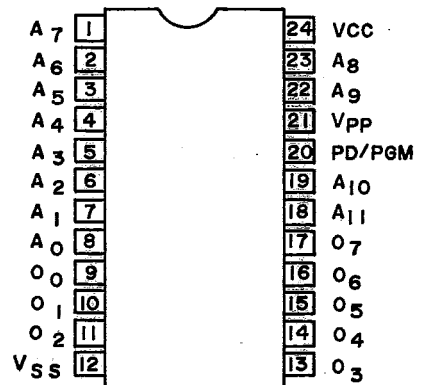 A7 1 24 VCC
A6 2 23 A8
A5 3 22 A9
A4 4 21 VPP
A3 5 20 PD/PGM
A2 6 19 A10
A1 7 18 A11
A0 8 17 O7
O0 9 16 O6
O1 10 15 O5
O2 11 14 O4
VSS 12 13 O3